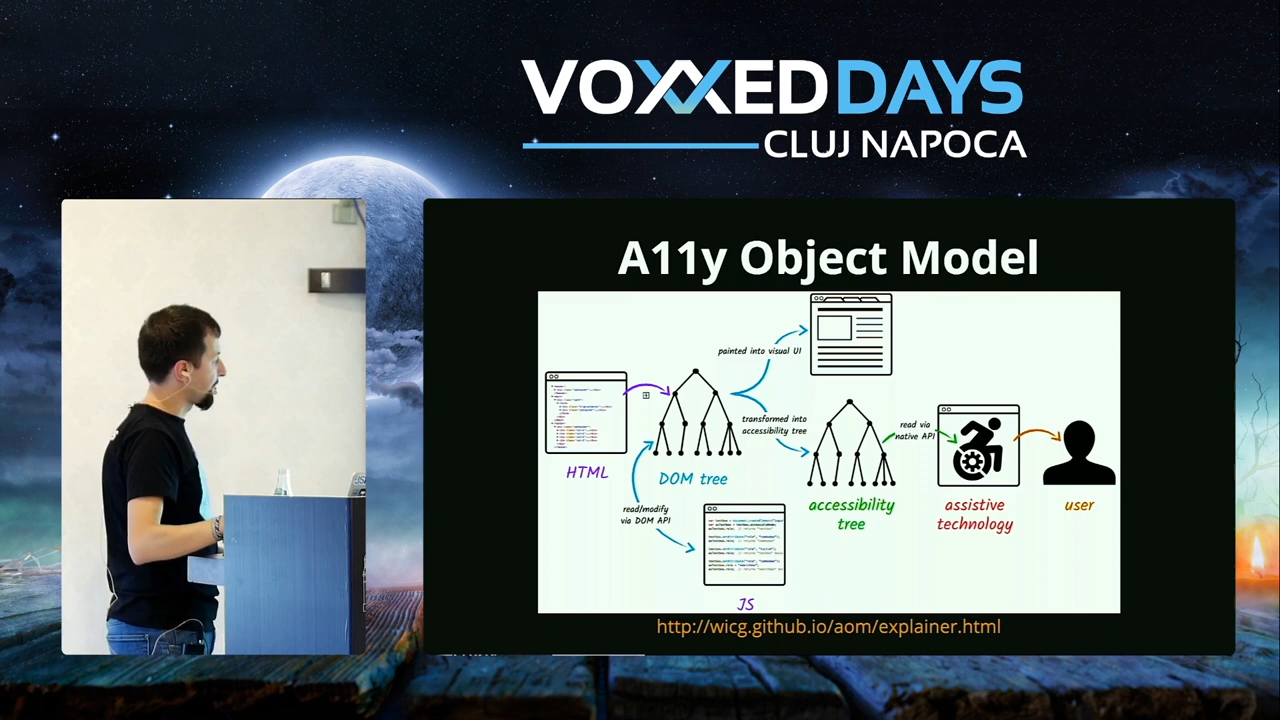 VOXXED DAYS
CLUJ NAPOCA
A11y Object Model
painted into visual UI
transformed into
accessibility tree
read via
native API
HTML
DOM tree
accessibility
tree
assistive
technology
user
read/modify
via DOM API
JS
http://wicg.github.io/aom/explainer.html